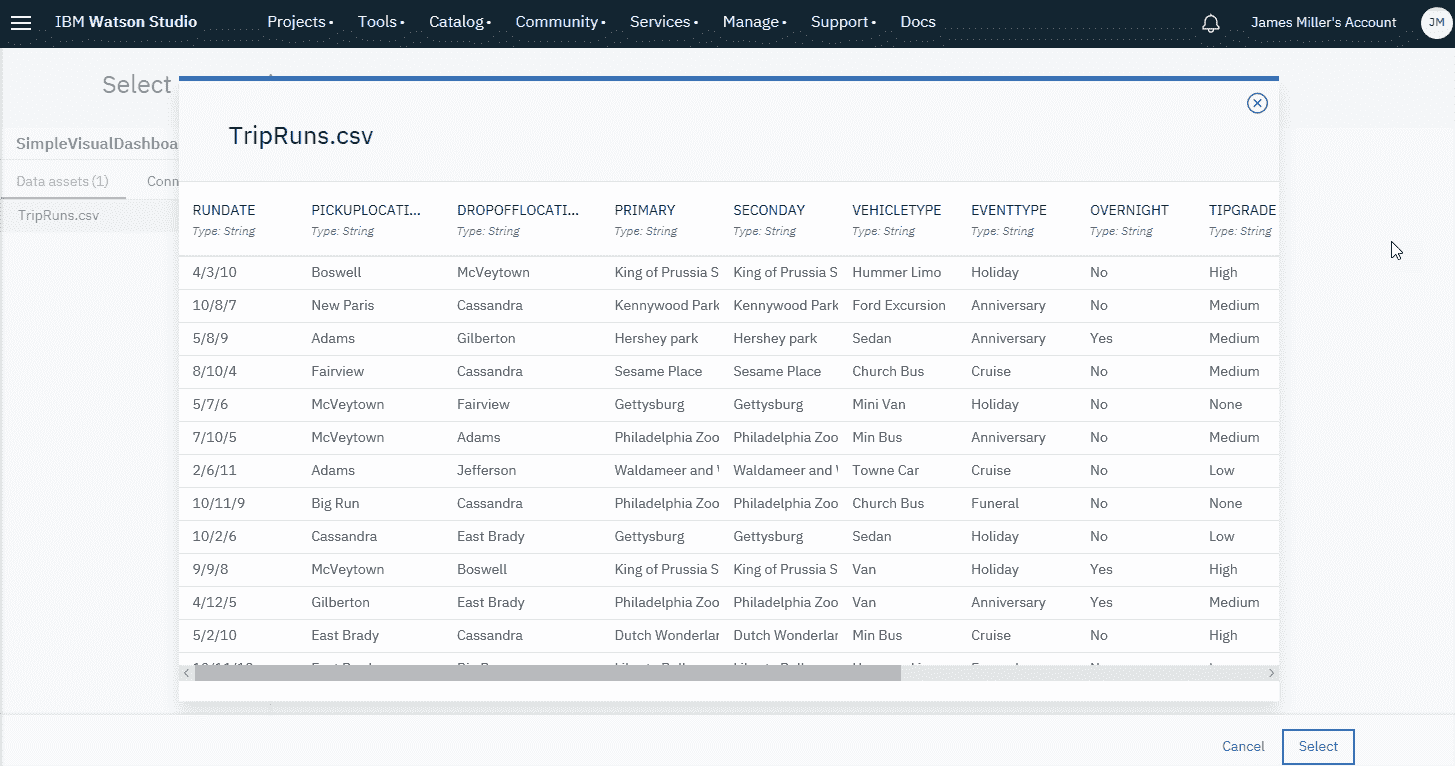 IBM Watson Studio Projects Tools Catalog Community Services Manage Support Docs James Miller's Account JM
Select
TripRuns.csv
SimpleVisualDashboa
Data assets (1) Conn
TripRuns.csv
RUNDATE PICKUPLOCATI... DROPOFFLOCATI... PRIMARY SECONDAY VEHICLETYPE EVENTTYPE OVERNIGHT TIPGRADE
Type: String Type: String Type: String Type: String Type: String Type: String Type: String Type: String Type: String
4/3/10 Boswell McVeytown King of Prussia S King of Prussia S Hummer Limo Holiday No High
10/8/7 New Paris Cassandra Kennywood Park Kennywood Park Ford Excursion Anniversary No Medium
5/8/9 Adams Gilberton Hershey park Hershey park Sedan Anniversary Yes Medium
8/10/4 Fairview Cassandra Sesame Place Sesame Place Church Bus Cruise No Medium
5/7/6 McVeytown Fairview Gettysburg Gettysburg Mini Van Holiday No None
7/10/5 McVeytown Adams Philadelphia Zoo Philadelphia Zoo Min Bus Anniversary No Medium
2/6/11 Adams Jefferson Waldameer and Waldameer and Towne Car Cruise No Low
10/11/9 Big Run Cassandra Philadelphia Zoo Philadelphia Zoo Church Bus Funeral No None
10/2/6 Cassandra East Brady Gettysburg Gettysburg Sedan Holiday No Low
9/9/8 McVeytown Boswell King of Prussia S King of Prussia S Van Holiday Yes High
4/12/5 Gilberton East Brady Philadelphia Zoo Philadelphia Zoo Van Anniversary Yes Medium
5/2/10 East Brady Cassandra Dutch Wonderlar Dutch Wonderlar Min Bus Cruise No High
Cancel Select